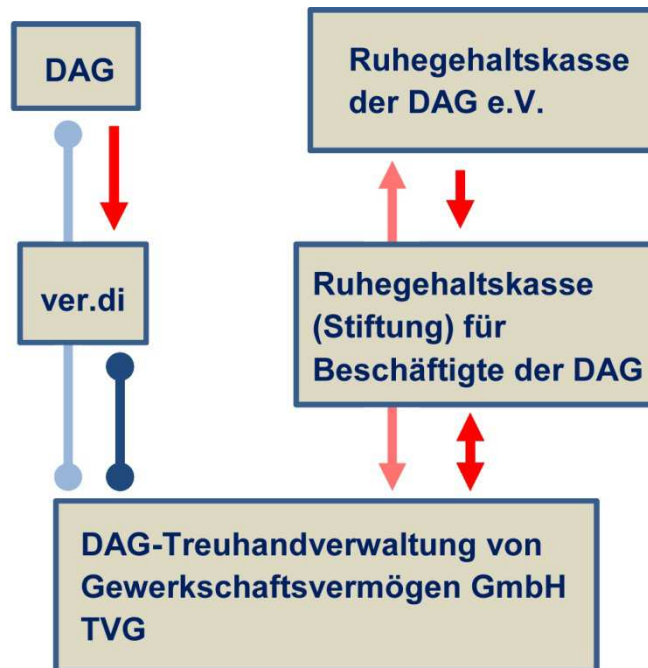 DAG
Ruhegehaltskasse
der DAG e.V.
ver.di
Ruhegehaltskasse
(Stiftung) für
Beschäftigte der DAG
DAG-Treuhandverwaltung von
Gewerkschaftsvermögen GmbH
TVG